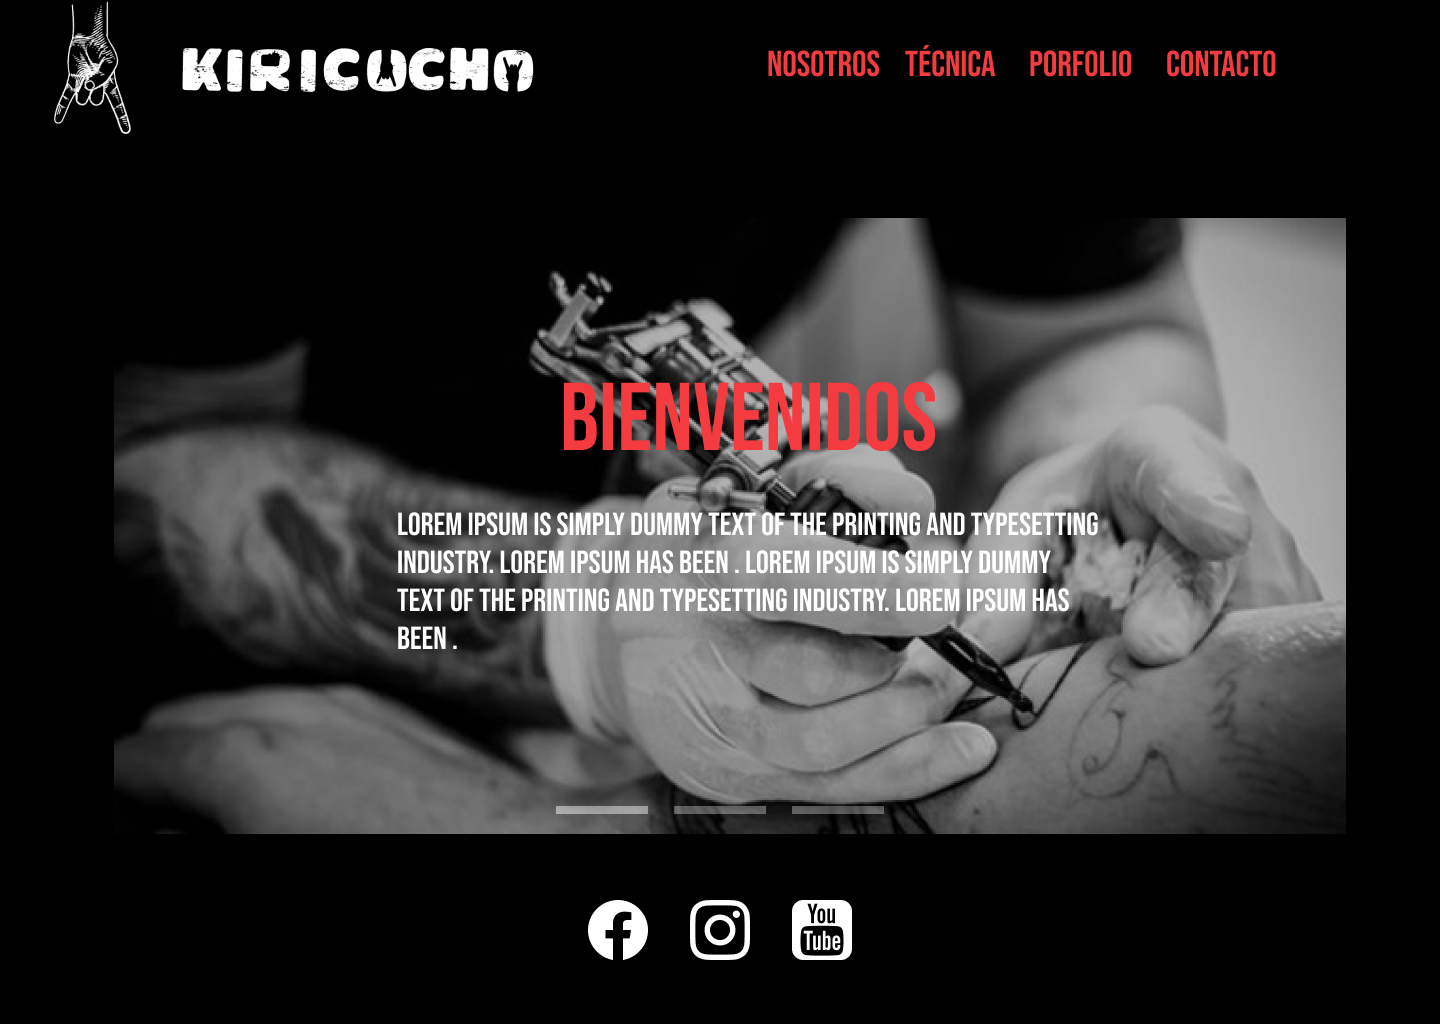 KIRICOCHO
NOSOTROS TÉCNICA PORFOLIO CONTACTO
BIENVENIDOS
LOREM IPSUM IS SIMPLY DUMMY TEXT OF THE PRINTING AND TYPESETTING
INDUSTRY. LOREM IPSUM HAS BEEN . LOREM IPSUM IS SIMPLY DUMMY
TEXT OF THE PRINTING AND TYPESETTING INDUSTRY. LOREM IPSUM HAS
BEEN .
You
Tube